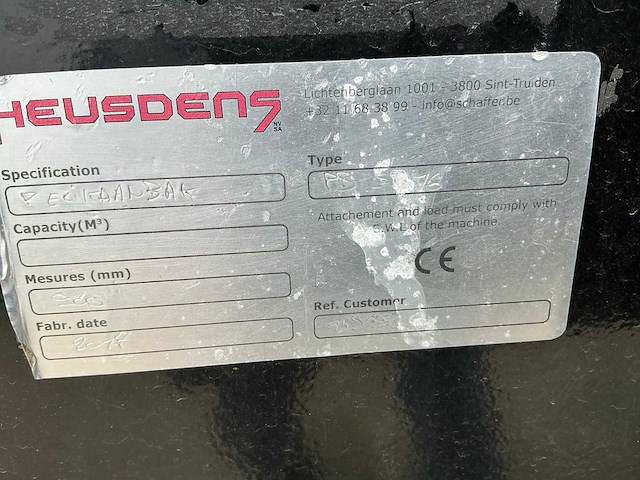 HEUSDENS NV SA
Lichtenberglaan 1001 - 3800 Sint-Truiden
+32 11 68 38 99 - info@schaffer.be
Specification
Type
Attachement and load must comply with
S.W.L of the machine
Capacity(M³)
CE
Mesures (mm)
Ref. Customer
Fabr. date